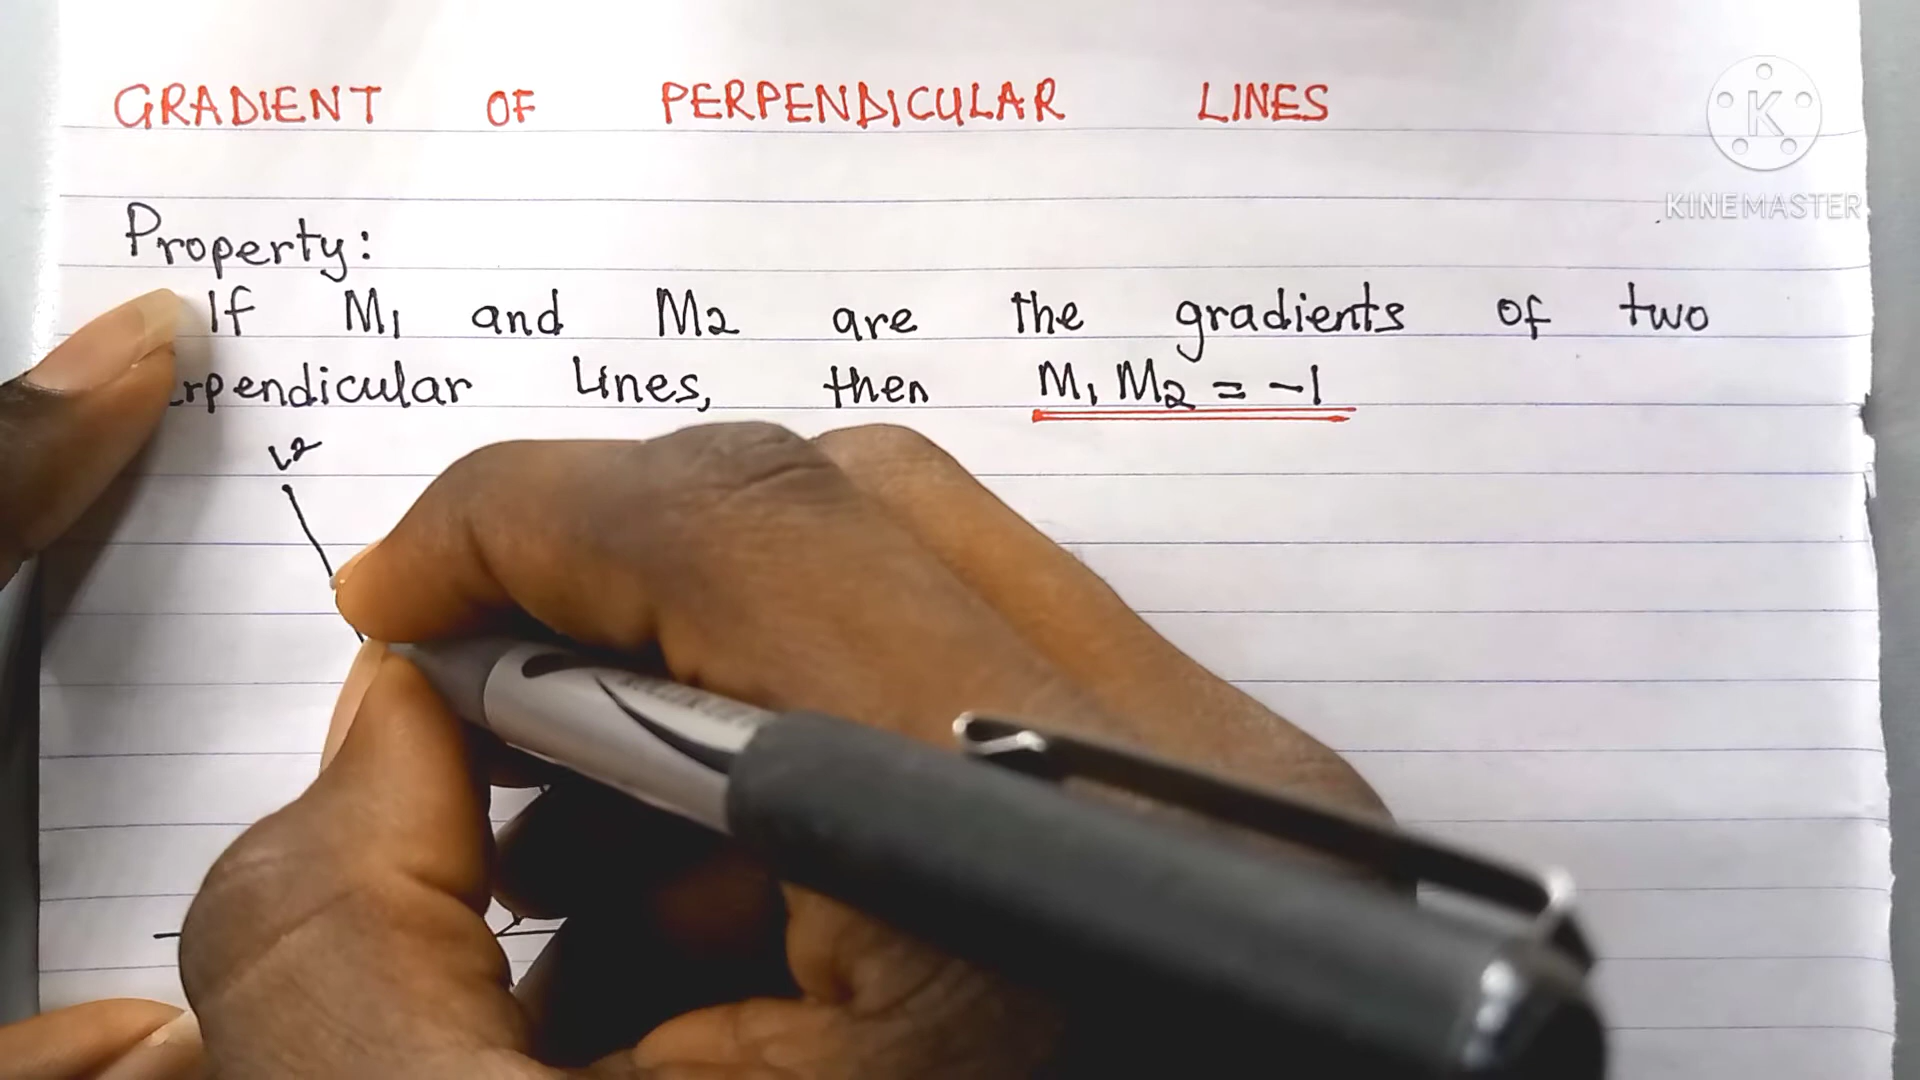 GRADIENT OF PERPENDICULAR LINES
K
KINEMASTER
Property:
If M1 and M2 are the gradients of two
rpendicular Lines, then M1 M2 = -1
L2